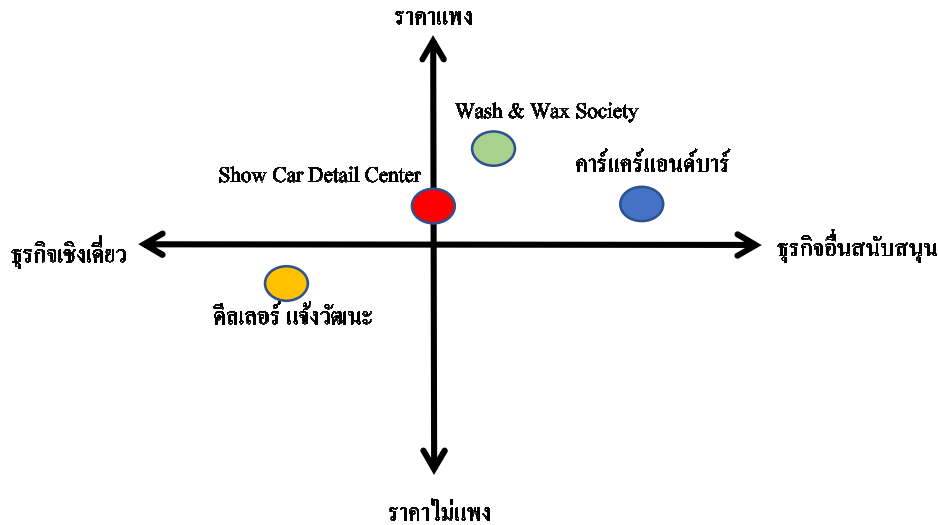 ราคาแพง
Wash & Wax Society
คาร์แคร์แอนด์บาร์
Show Car Detail Center
ธุรกิจเชิงเดี่ยว
ธุรกิจอื่นสนับสนุน
ดีลเลอร์ แจ้งวัฒนะ
ราคาไม่แพง